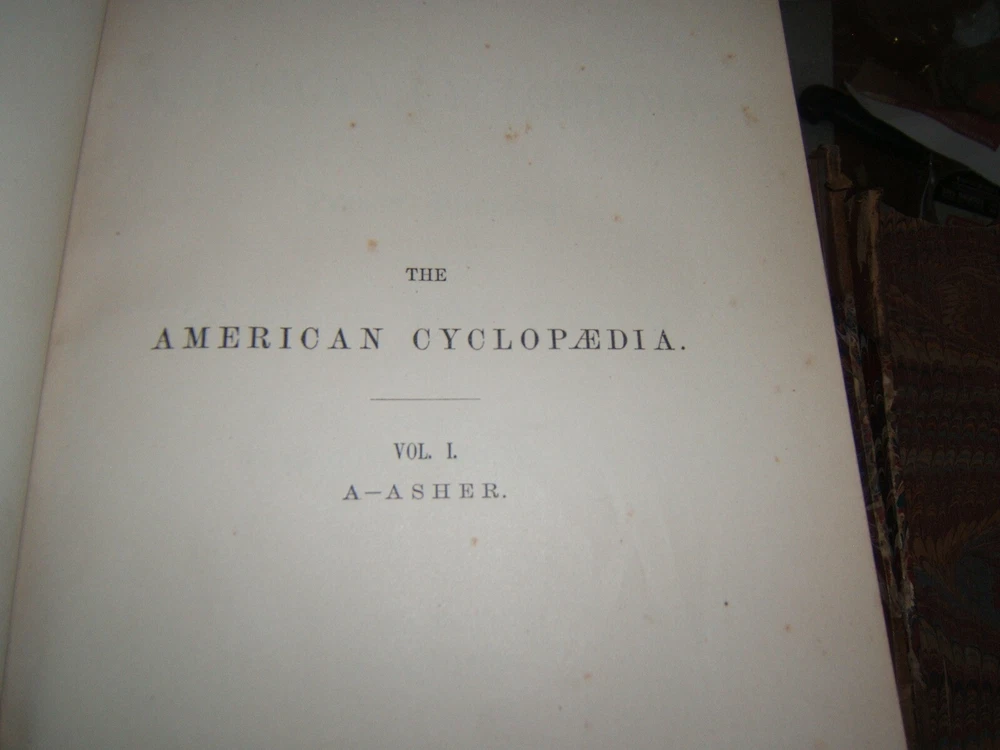 THE
AMERICAN CYCLOPÆDIA.
VOL. I.
A—ASHER.